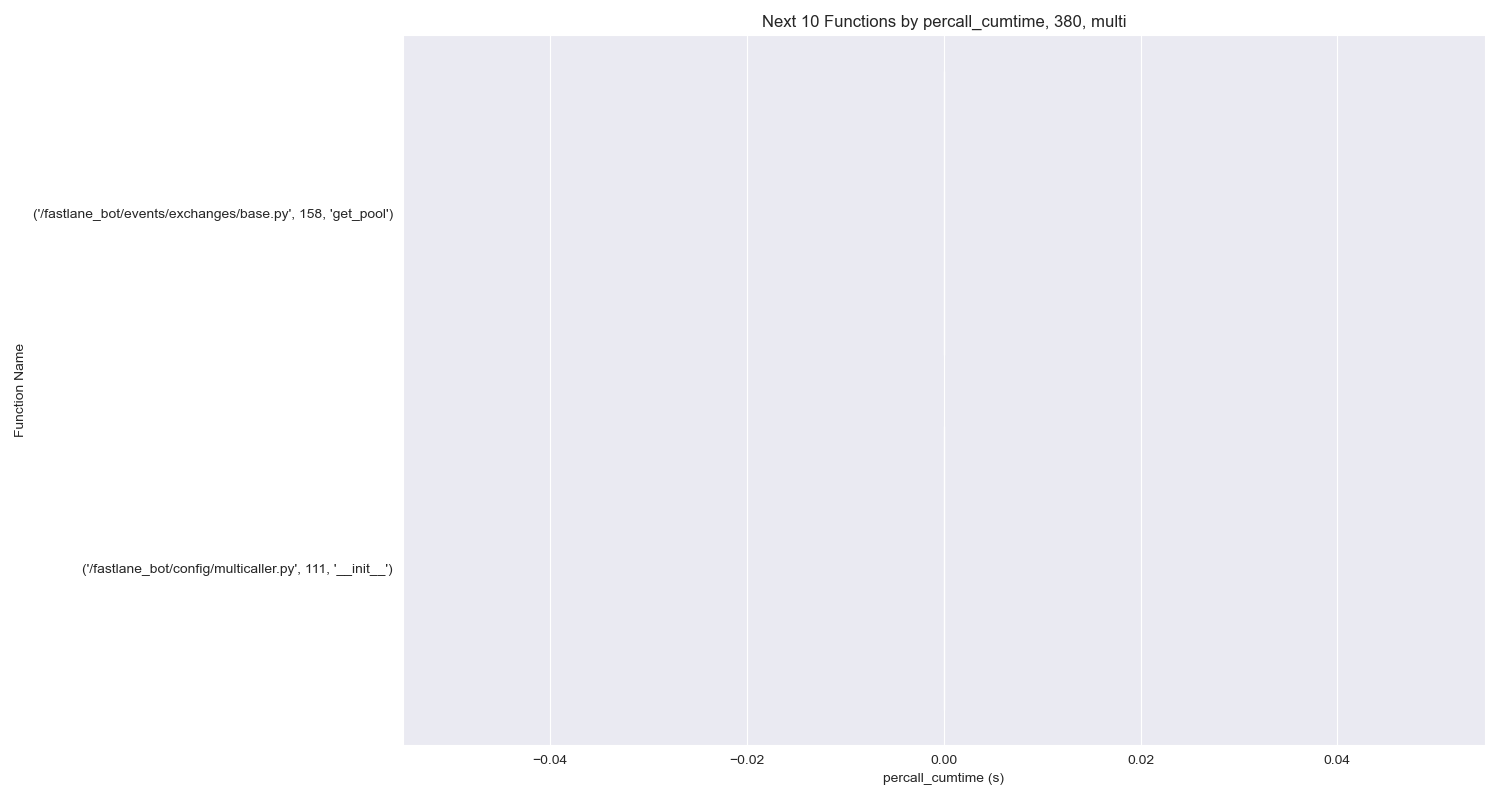 Next 10 Functions by percall_cumtime, 380, multi
('/fastlane_bot/events/exchanges/base.py', 158, 'get_pool')
Function Name
('/fastlane_bot/config/multicaller.py', 111, '__init__')
−0.04 −0.02 0.00 0.02 0.04
percall_cumtime (s)